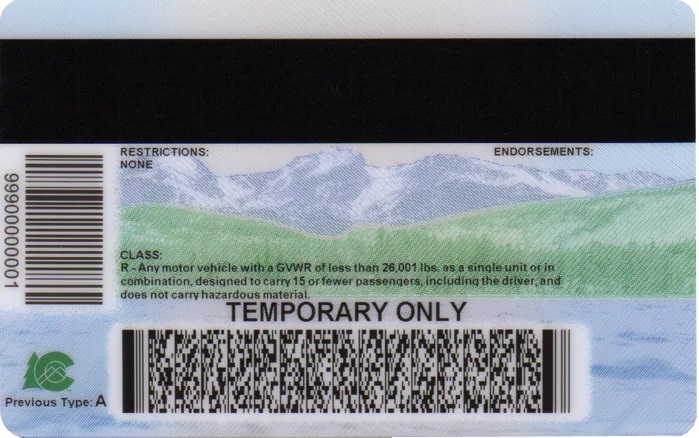 RESTRICTIONS:
NONE
ENDORSEMENTS:
99900000001
CLASS:
R - Any motor vehicle with a GVWR of less than 26,001 lbs. as a single unit or in
combination, designed to carry 15 or fewer passengers, including the driver, and
does not carry hazardous material.
TEMPORARY ONLY
Previous Type: A